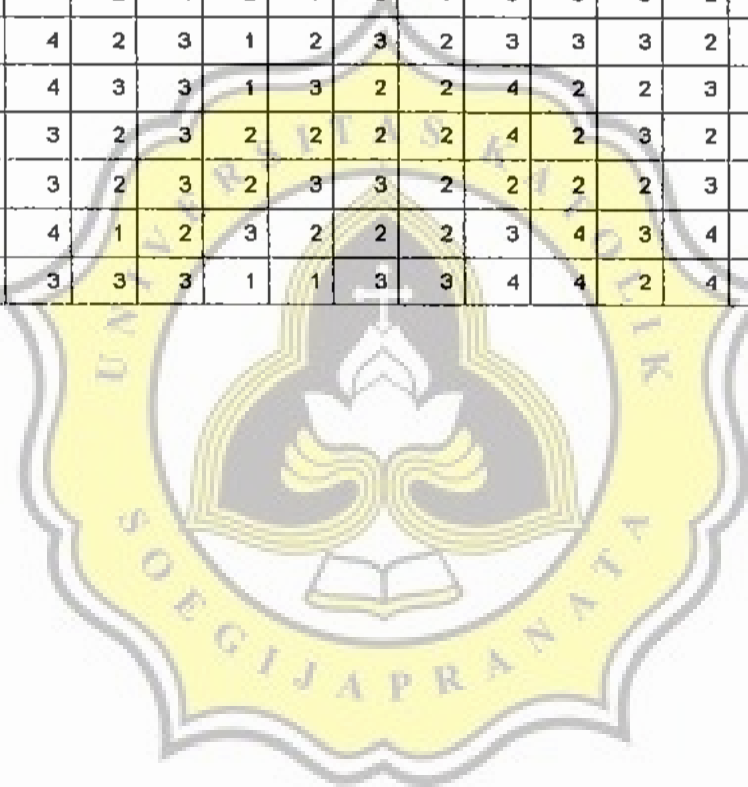 4 2 3 1 2 3 2 3 3 3 2
4 3 3 1 3 2 2 4 2 2 3
3 2 3 2 2 2 2 4 2 3 2
3 2 3 2 3 3 2 2 2 2 3
4 1 2 3 2 2 2 3 4 3 4
3 3 3 1 1 3 3 4 4 2 4
UNIVERSITAS KATOLIK
SOEGIJAPRANATA